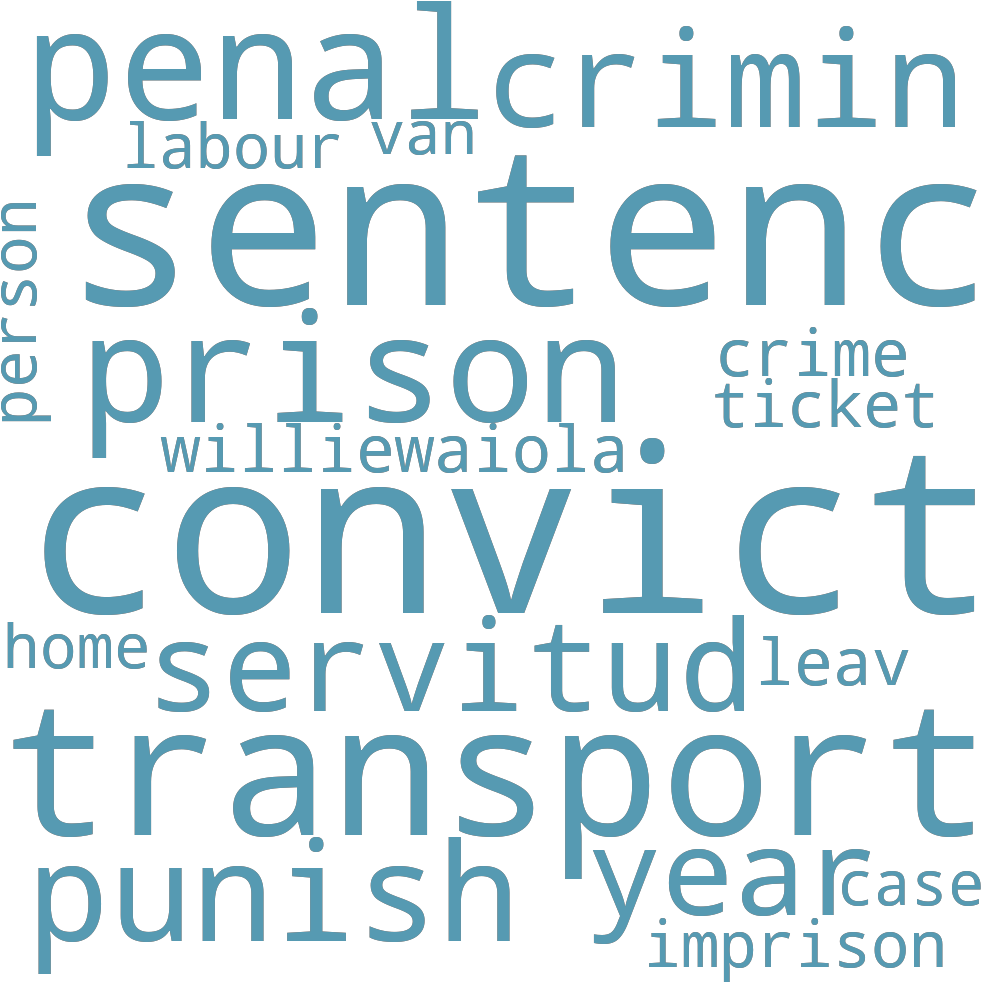 penal
crimin
labour
van
sentenc
person
prison
crime
ticket
williewaiola
convict
home
servitud
leav
transport
punish
year
case
imprison